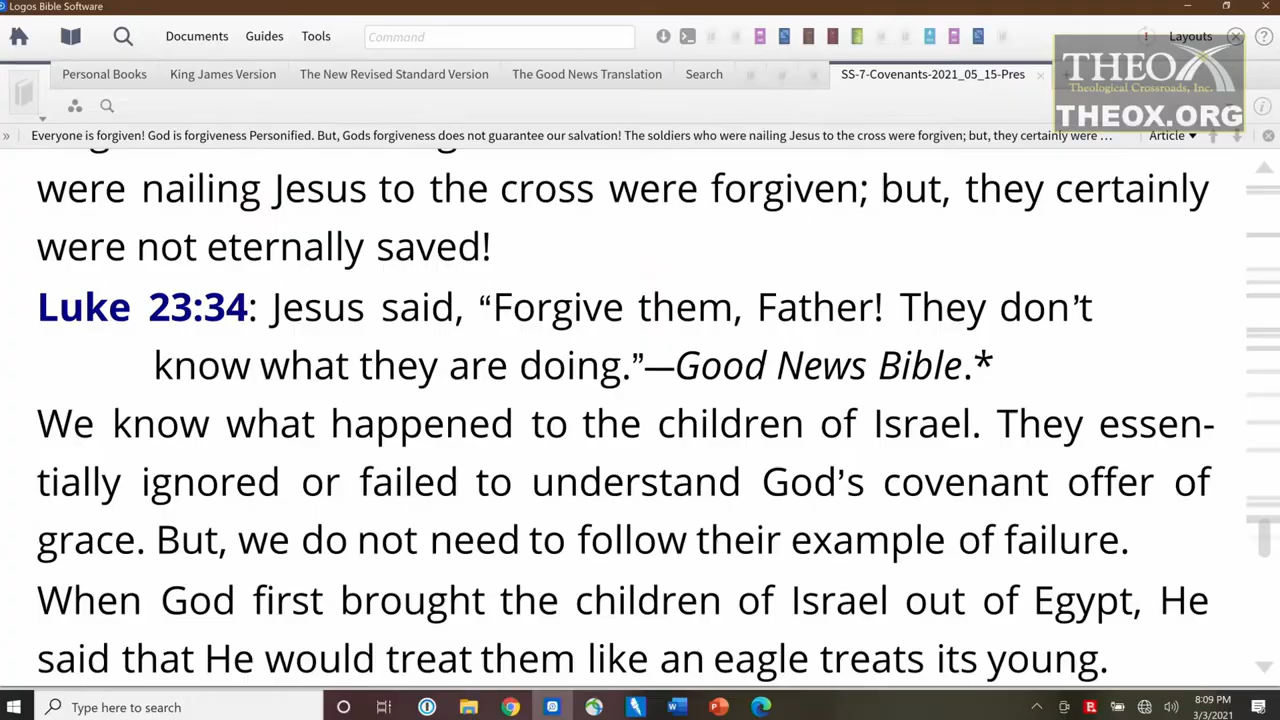 Logos Bible Software
Documents Guides Tools Command Layouts
Personal Books King James Version The New Revised Standard Version The Good News Translation Search SS-7-Covenants-2021_05_15-Pres
THEOX
Theological Crossroads, Inc.
THEOX.ORG
Everyone is forgiven! God is forgiveness Personified. But, Gods forgiveness does not guarantee our salvation! The soldiers who were nailing Jesus to the cross were forgiven; but, they certainly were ... Article
were nailing Jesus to the cross were forgiven; but, they certainly
were not eternally saved!
Luke 23:34: Jesus said, “Forgive them, Father! They don’t
know what they are doing.”—Good News Bible.*
We know what happened to the children of Israel. They essen-
tially ignored or failed to understand God’s covenant offer of
grace. But, we do not need to follow their example of failure.
When God first brought the children of Israel out of Egypt, He
said that He would treat them like an eagle treats its young.
Type here to search
8:09 PM
3/3/2021